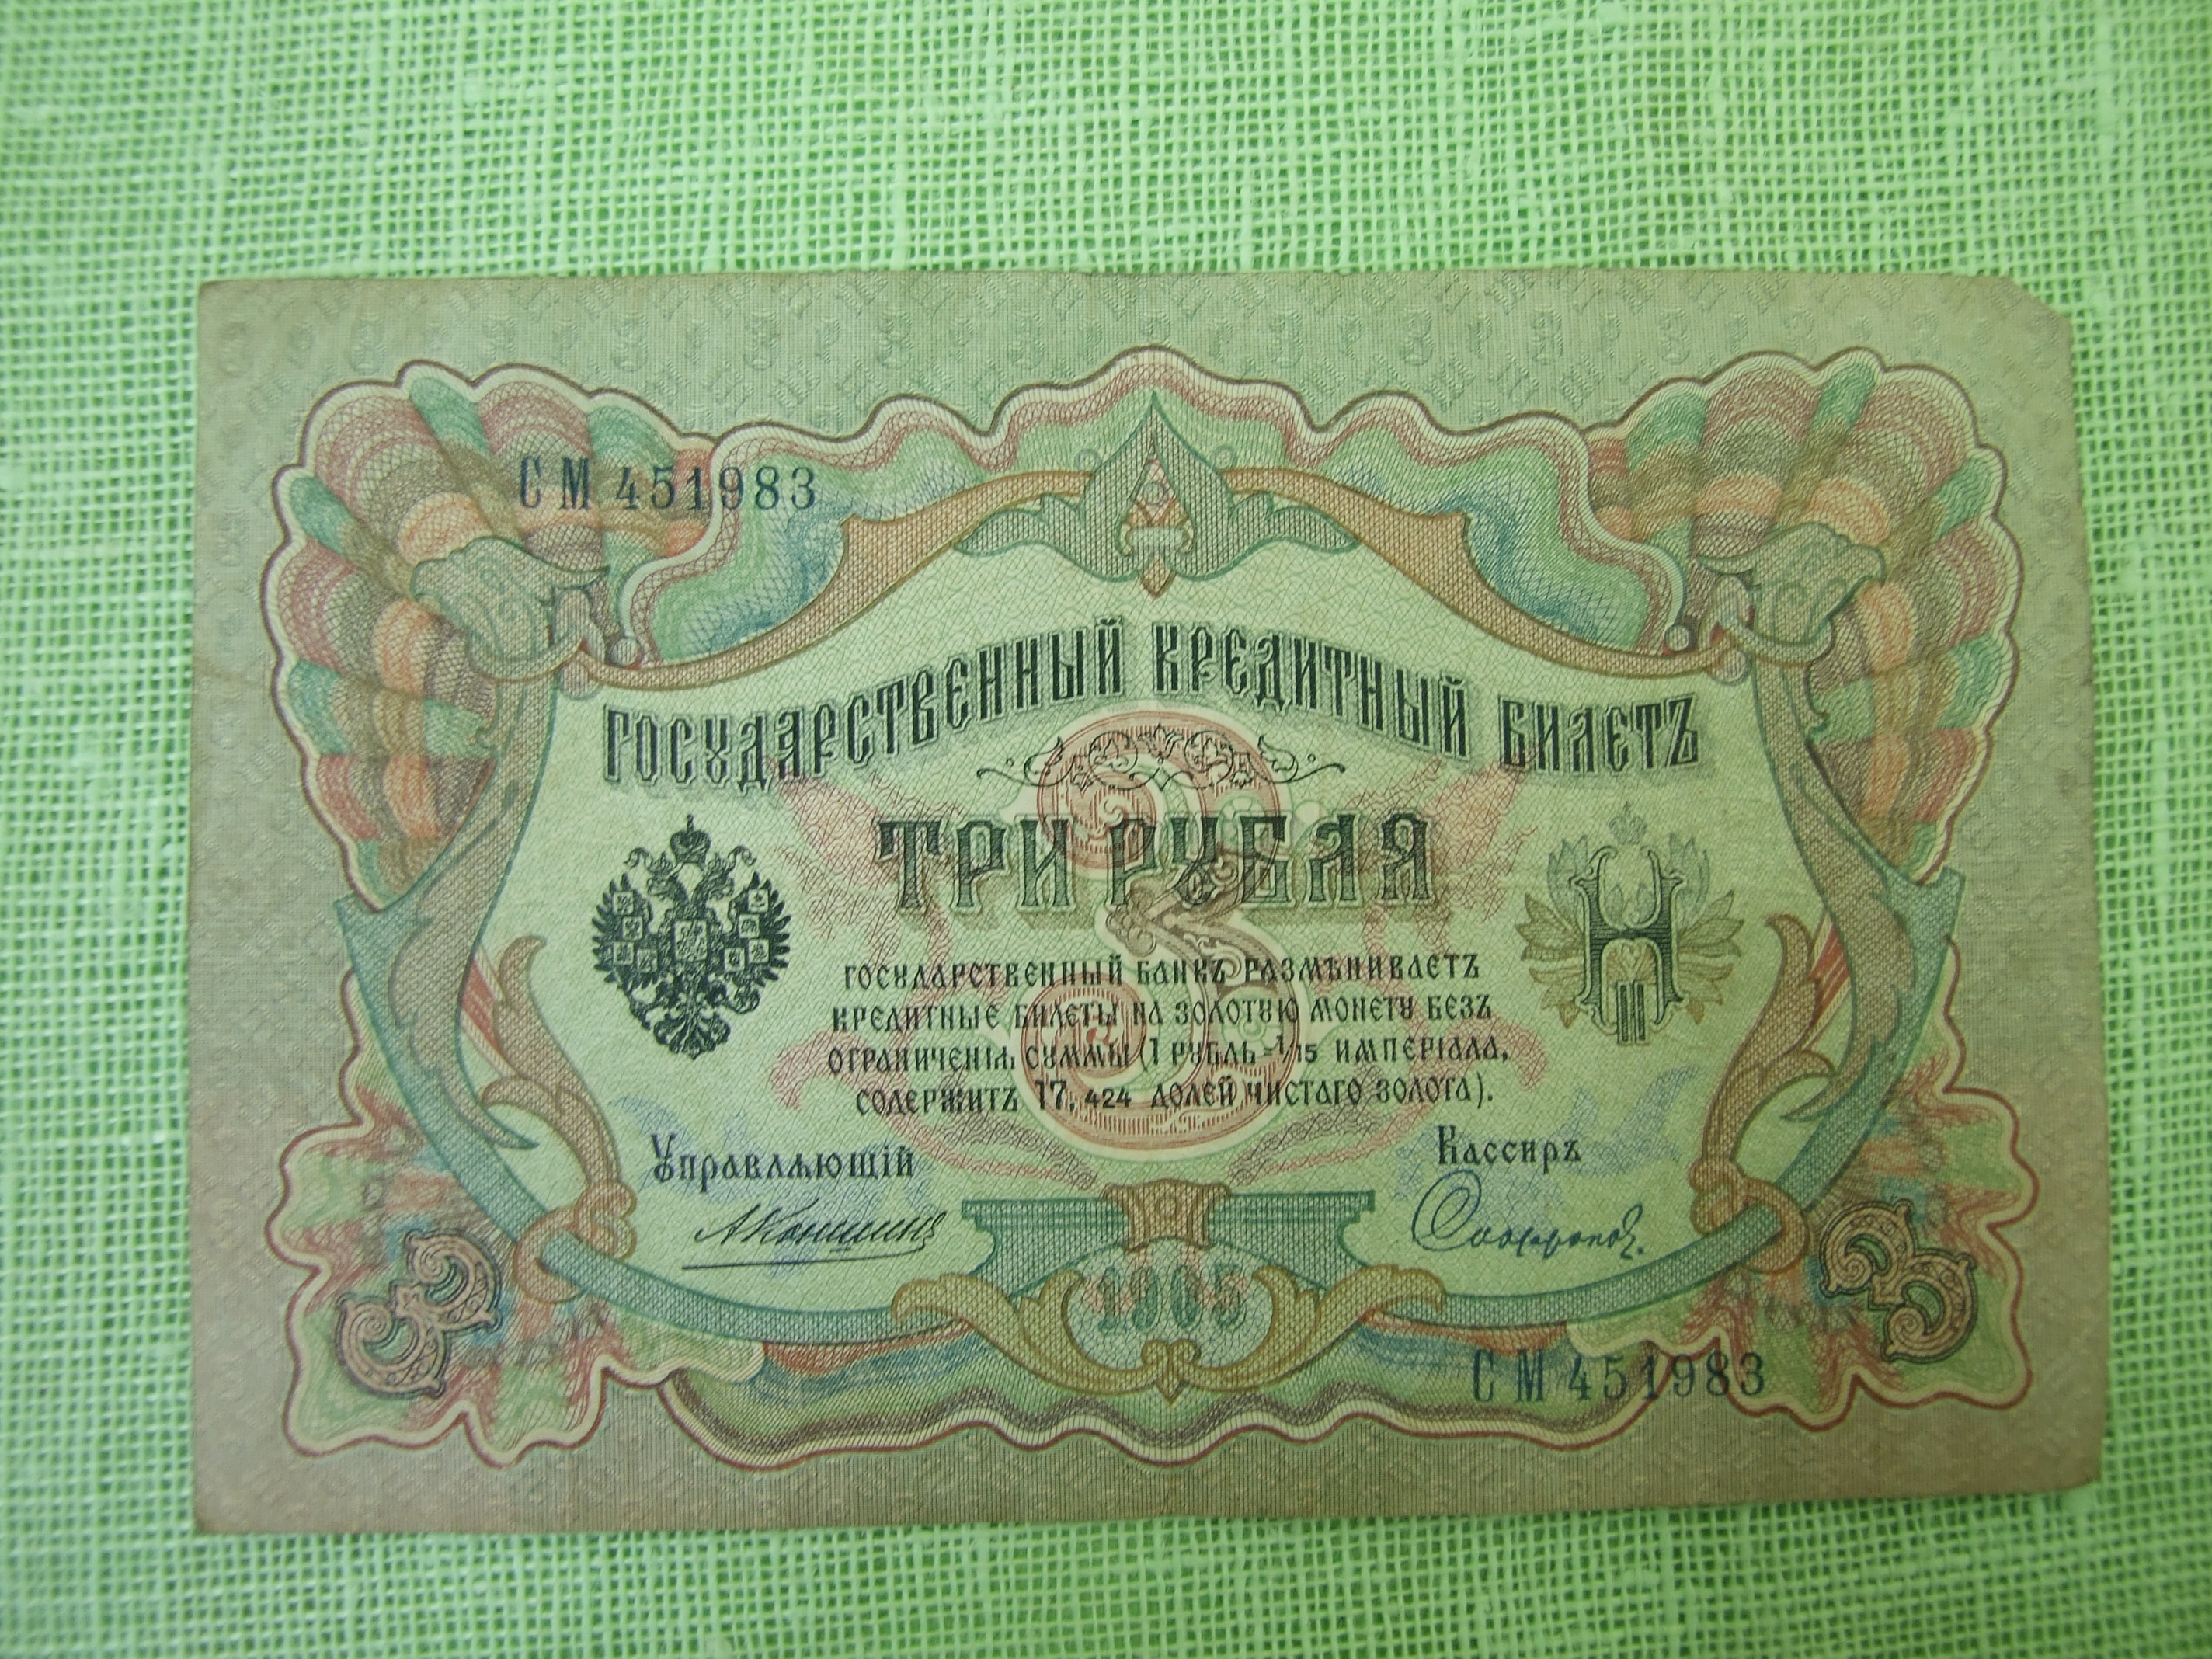 СМ 451983
ГОСУДАРСТВЕННЫЙ КРЕДИТНЫЙ БИЛЕТЪ
3
ТРИ РУБЛЯ
Н
II
ГОСУДАРСТВЕННЫЙ БАНКЪ РАЗМѢНИВАЕТЪ
КРЕДИТНЫЕ БИЛЕТЫ НА ЗОЛОТУЮ МОНЕТУ БЕЗЪ
ОГРАНИЧЕНІЯ СУММЫ (1 РУБЛЬ = 1/15 ИМПЕРІАЛА,
СОДЕРЖИТЪ 17,424 ДОЛЕЙ ЧИСТАГО ЗОЛОТА).
Управляющій Кассиръ
АКоншинъ Софроновъ.
3 1905 3
СМ 451983